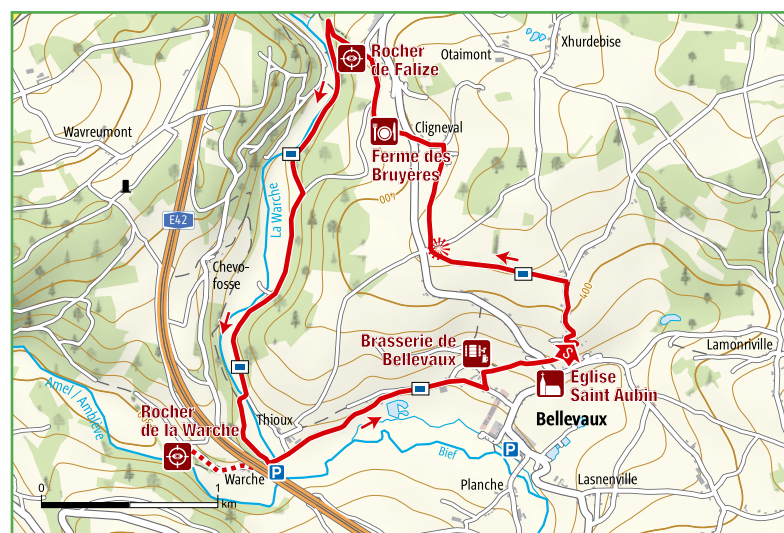 Rocher
de Falize
Otaimont
Xhurdebise
Wavreumont
Cligneval
Ferme des
Bruyères
400
E42
La Warche
Chevo-
fosse
400
Brasserie de
Bellevaux
S
Lamonriville
Amel / Amblève
Eglise
Saint Aubin
Rocher
de la Warche
Thioux
Bellevaux
Bief
P
P
Warche
Planche
Lasnenville
0
1
km